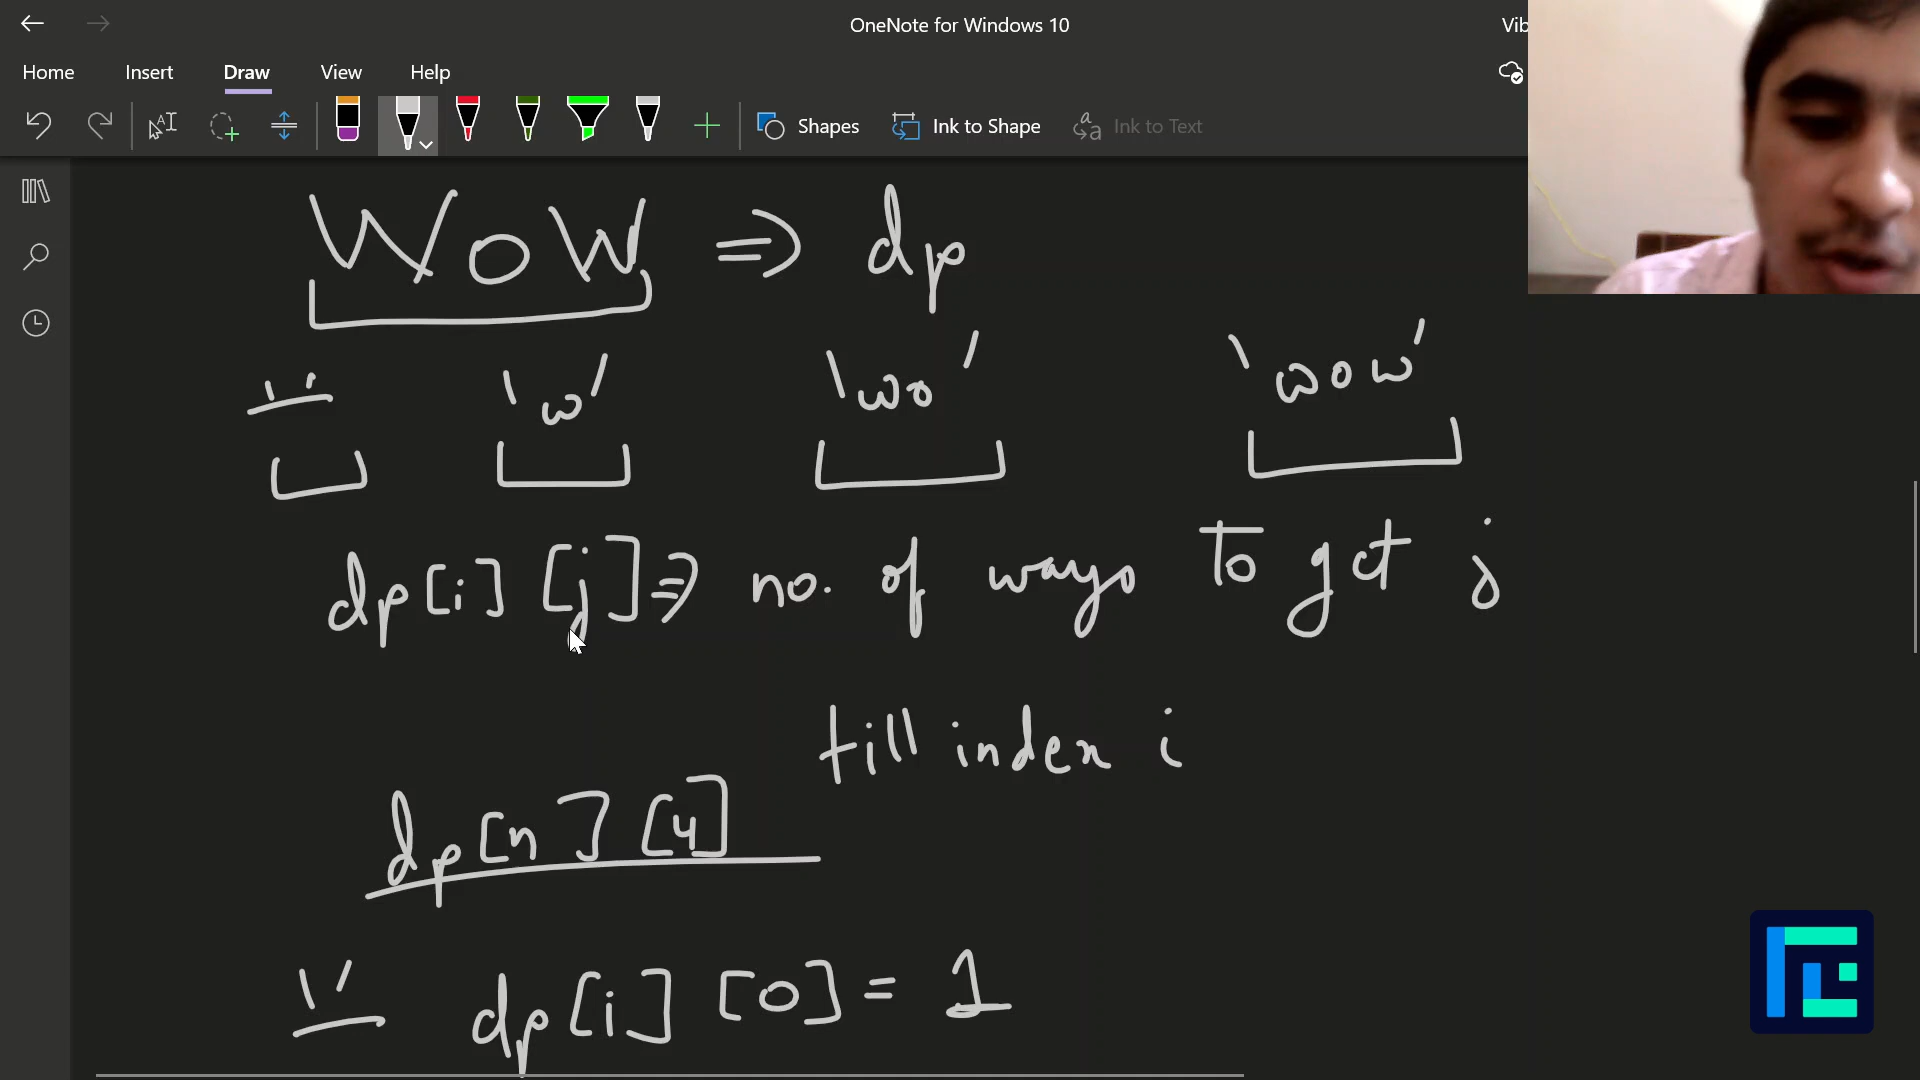 OneNote for Windows 10
Vib
Home Insert Draw View Help
Shapes Ink to Shape Ink to Text
WoW => dp
'' 'w' 'wo' 'wow'
dp[i][j] => no. of ways to get j
till index i
dp[n][4]
'' dp[i][0] = 1